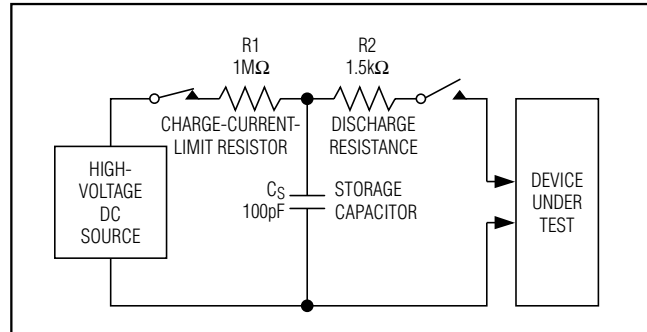 R1
1MΩ
R2
1.5kΩ
CHARGE-CURRENT-
LIMIT RESISTOR
DISCHARGE
RESISTANCE
HIGH-
VOLTAGE
DC
SOURCE
CS
100pF
STORAGE
CAPACITOR
DEVICE
UNDER
TEST